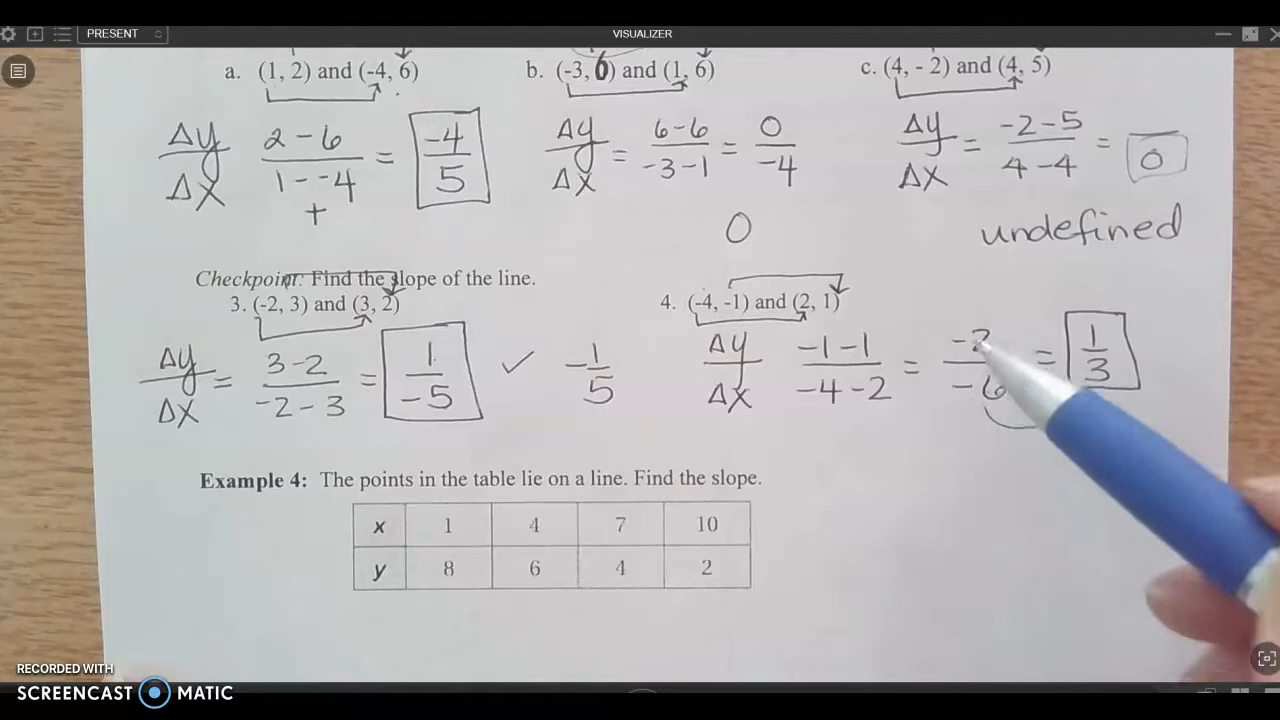 PRESENT
VISUALIZER
a. (1, 2) and (-4, 6)
b. (-3, 6) and (1, 6)
c. (4, - 2) and (4, 5)
Δy/Δx 2-6/1--4 = -4/5
+
Δy/Δx = 6-6/-3-1 = 0/-4
0
Δy/Δx = -2-5/4-4 = /0
undefined
Checkpoint: Find the slope of the line.
3. (-2, 3) and (3, 2)
4. (-4, -1) and (2, 1)
Δy/Δx = 3-2/-2-3 = 1/-5 ✓ -1/5
Δy/Δx -1-1/-4-2 = -2/-6 = 1/3
Example 4: The points in the table lie on a line. Find the slope.
x 1 4 7 10
y 8 6 4 2
RECORDED WITH
SCREENCAST MATIC